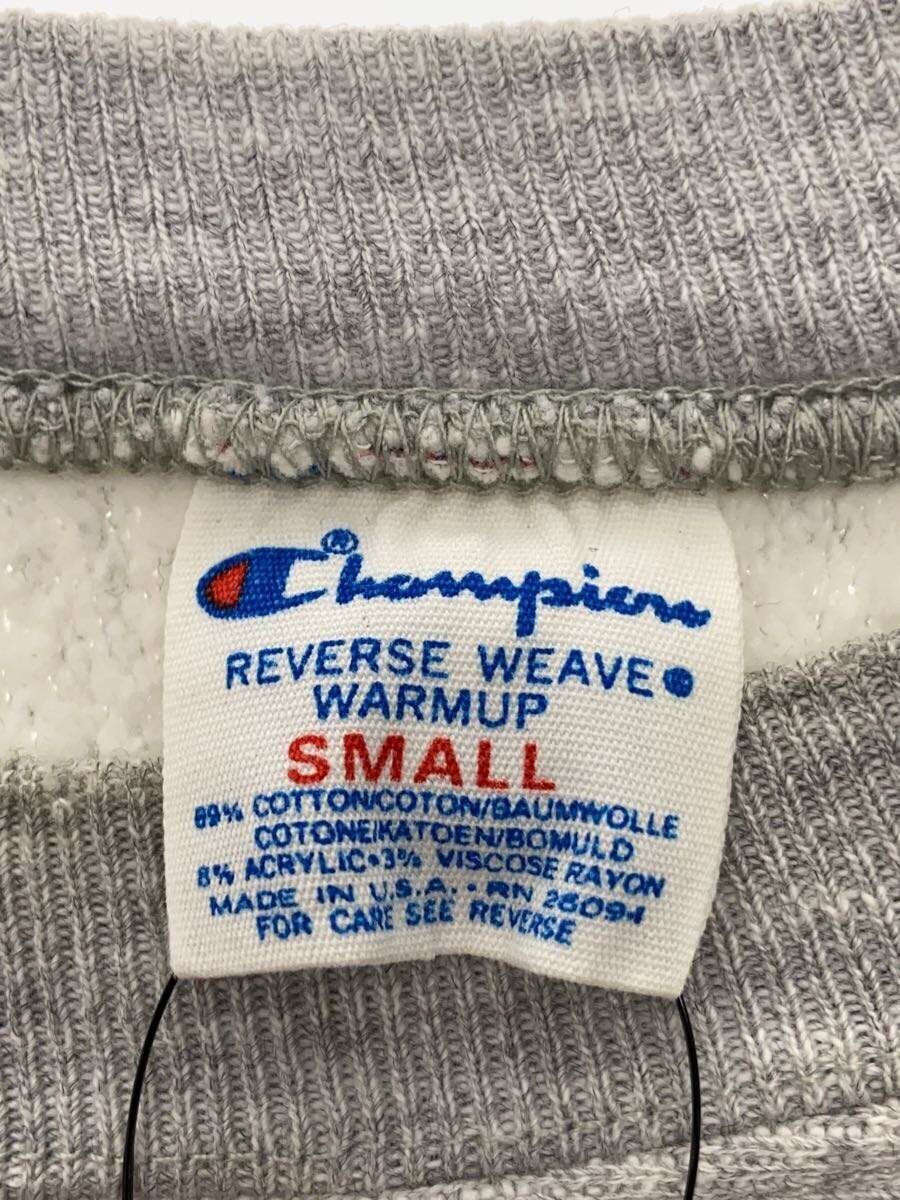 Champion®
REVERSE WEAVE®
WARMUP
SMALL
89% COTTON/COTON/BAUMWOLLE
COTONE/KATOEN/BOMULD
8% ACRYLIC•3% VISCOSE RAYON
MADE IN U.S.A. • RN 26094
FOR CARE SEE REVERSE